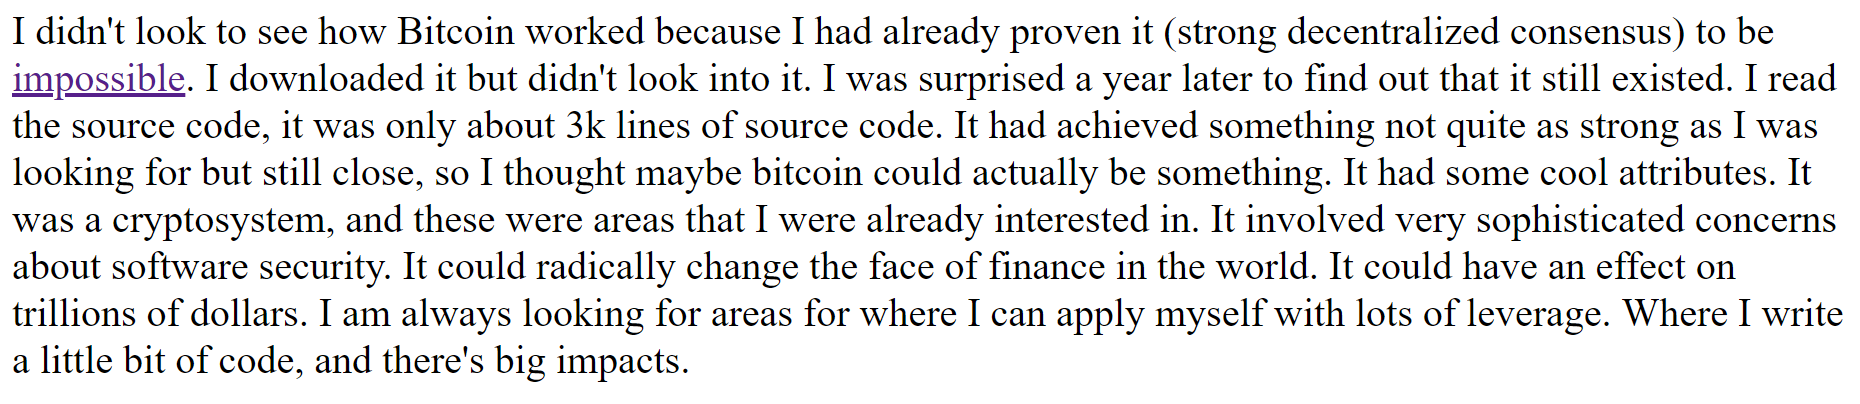 I didn't look to see how Bitcoin worked because I had already proven it (strong decentralized consensus) to be
impossible. I downloaded it but didn't look into it. I was surprised a year later to find out that it still existed. I read
the source code, it was only about 3k lines of source code. It had achieved something not quite as strong as I was
looking for but still close, so I thought maybe bitcoin could actually be something. It had some cool attributes. It
was a cryptosystem, and these were areas that I were already interested in. It involved very sophisticated concerns
about software security. It could radically change the face of finance in the world. It could have an effect on
trillions of dollars. I am always looking for areas for where I can apply myself with lots of leverage. Where I write
a little bit of code, and there's big impacts.